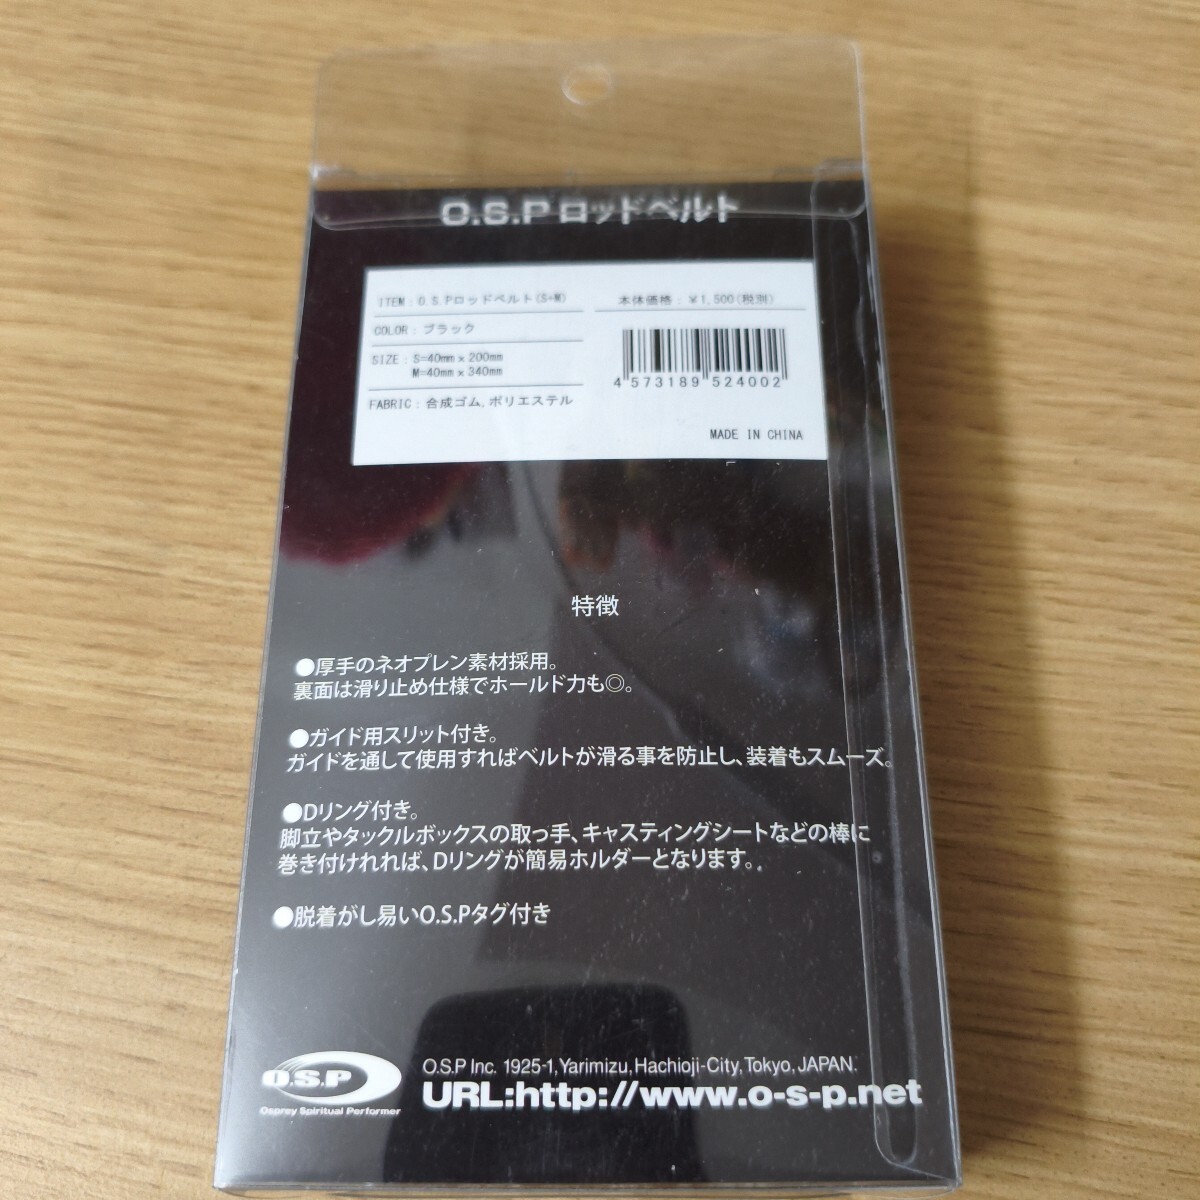 O.S.P ロッドベルト
ITEM : O.S.Pロッドベルト(S+M)
COLOR : ブラック
SIZE : S=40mm x 200mm
M=40mm x 340mm
FABRIC : 合成ゴム,ポリエステル
本体価格 : ￥1,500(税別)
4 573189 524002
MADE IN CHINA
特徴
●厚手のネオプレン素材採用。
裏面は滑り止め仕様でホールド力も◎。
●ガイド用スリット付き。
ガイドを通して使用すればベルトが滑る事を防止し、装着もスムーズ。
●Dリング付き。
脚立やタックルボックスの取っ手、キャスティングシートなどの棒に
巻き付けれれば、Dリングが簡易ホルダーとなります。
●脱着がし易いO.S.Pタグ付き
O.S.P
Osprey Spiritual Performer
O.S.P Inc. 1925-1,Yarimizu,Hachioji-City,Tokyo,JAPAN.
URL:http://www.o-s-p.net